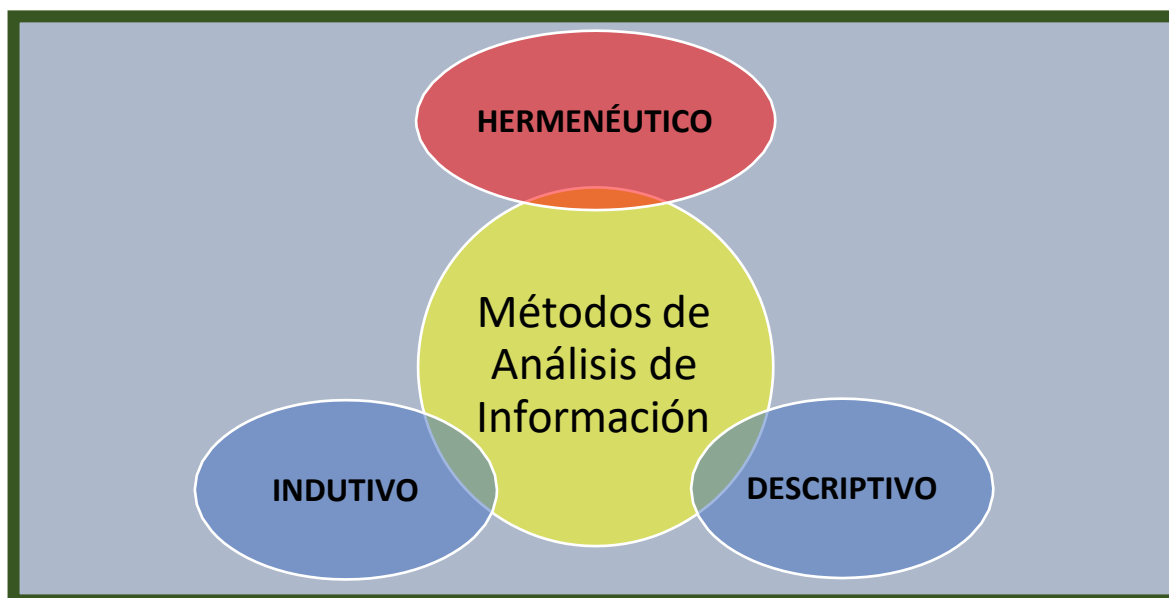 HERMENÉUTICO
Métodos de
Análisis de
Información
INDUTIVO
DESCRIPTIVO